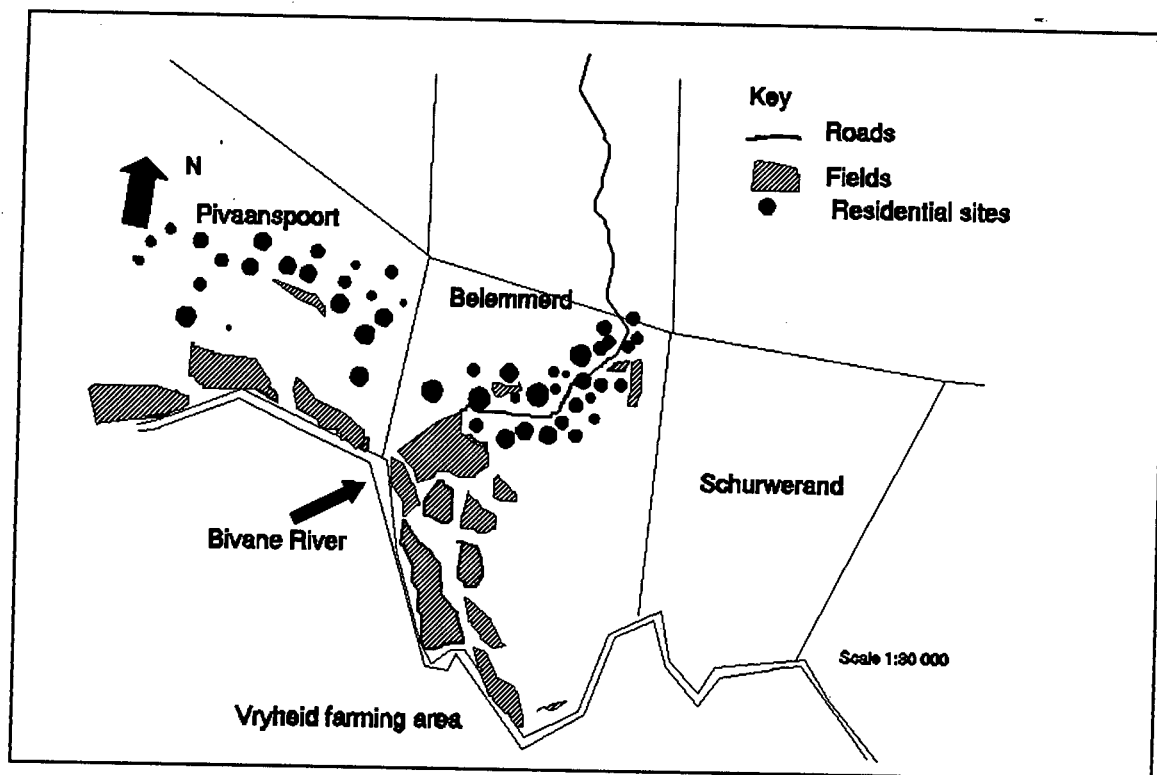 Key
Roads
N
Fields
Pivaanspoort
Residential sites
Belemmerd
Schurwerand
Bivane River
Scale 1:30 000
Vryheid farming area